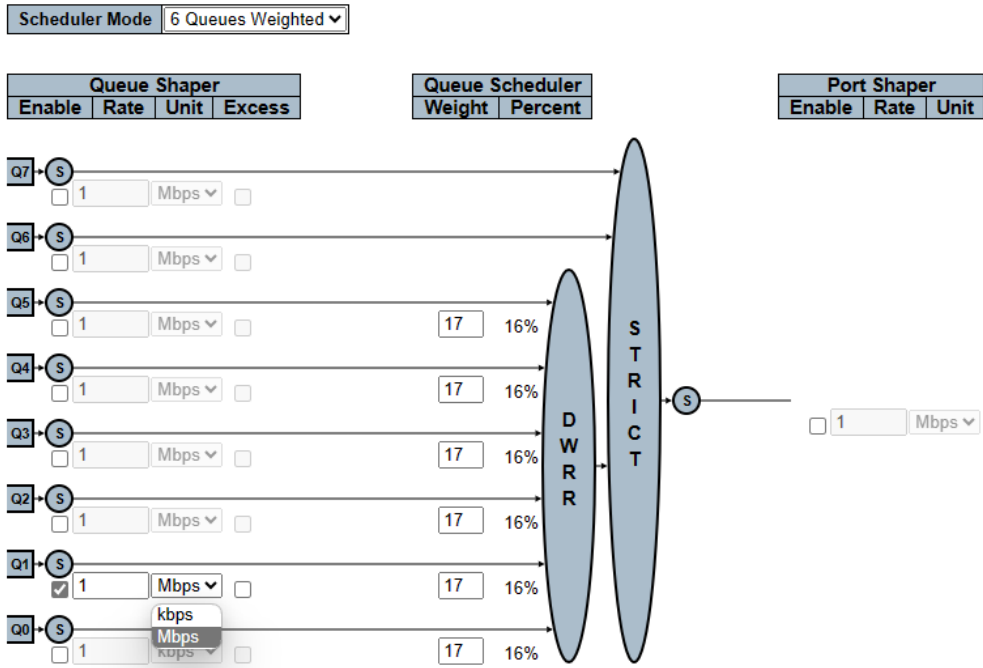 Scheduler Mode 6 Queues Weighted
Queue Shaper Queue Scheduler Port Shaper
Enable Rate Unit Excess Weight Percent Enable Rate Unit
Q7 S
1 Mbps
Q6 S
1 Mbps
Q5 S
1 Mbps 17 16%
Q4 S
1 Mbps 17 16%
Q3 S
1 Mbps 17 16%
Q2 S
1 Mbps 17 16%
Q1 S
1 Mbps 17 16%
kbps
Q0 S Mbps
1 kbps 17 16%
DWRR
STRICT
S
1 Mbps